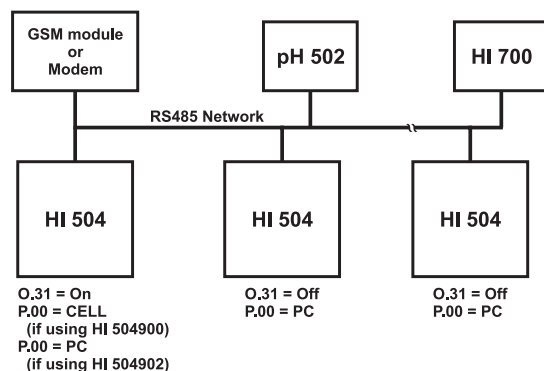 GSM module
or
Modem
pH 502
HI 700
RS485 Network
HI 504
HI 504
HI 504
O.31 = On
P.00 = CELL
(if using HI 504900)
P.00 = PC
(if using HI 504902)
O.31 = Off
P.00 = PC
O.31 = Off
P.00 = PC